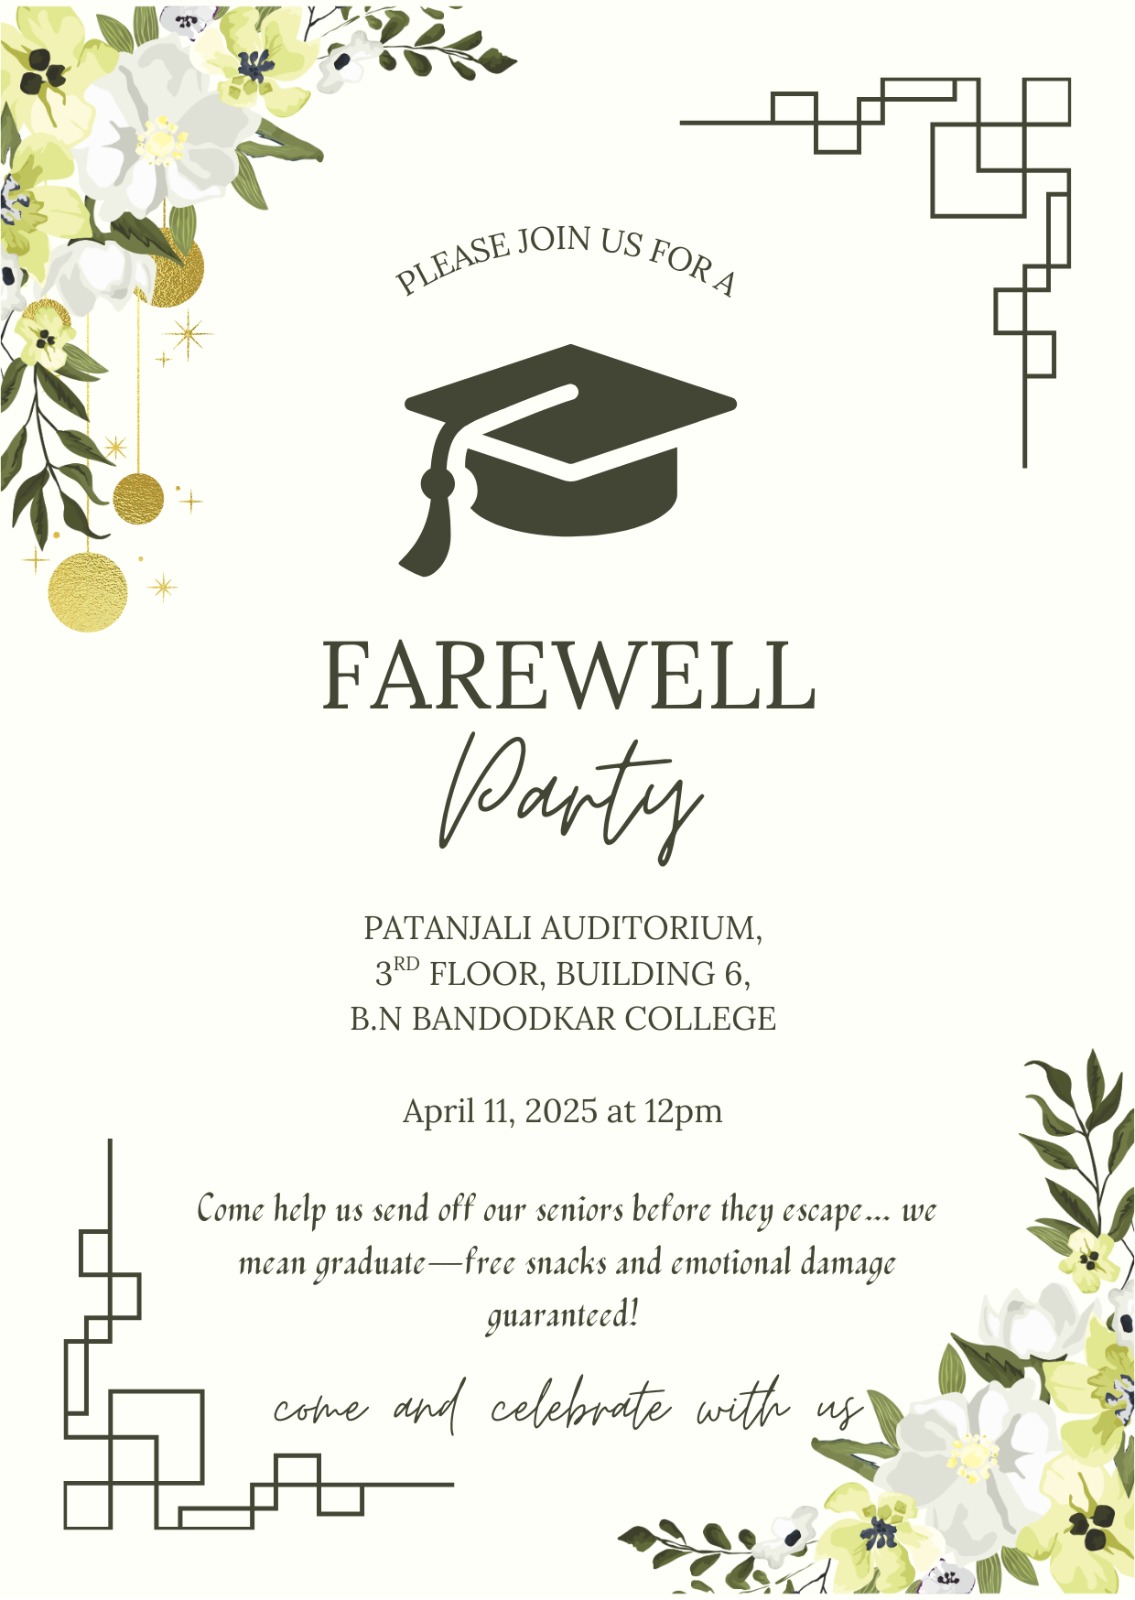 PLEASE JOIN US FOR A
FAREWELL
Party
PATANJALI AUDITORIUM,
3RD FLOOR, BUILDING 6,
B.N BANDODKAR COLLEGE
April 11, 2025 at 12pm
Come help us send off our seniors before they escape... we
mean graduate—free snacks and emotional damage
guaranteed!
come and celebrate with us